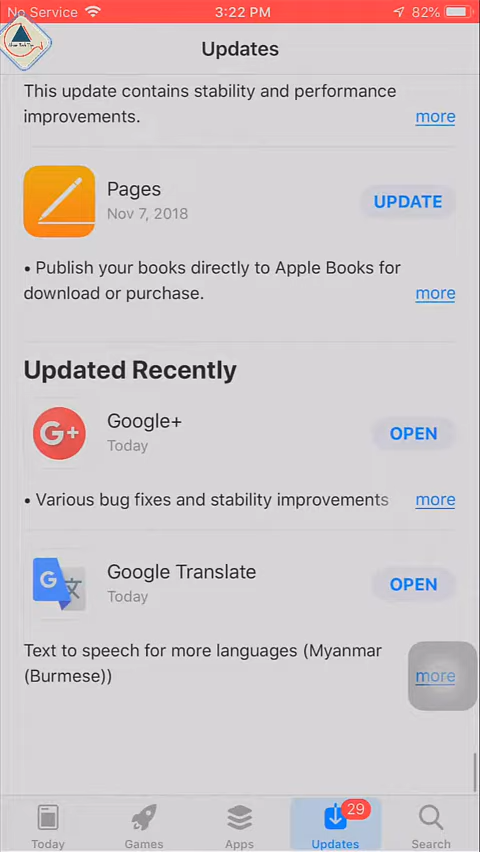 No Service 3:22 PM 82%
Updates
This update contains stability and performance
improvements. more
Pages
Nov 7, 2018
UPDATE
• Publish your books directly to Apple Books for
download or purchase. more
Updated Recently
G+
Google+
Today
OPEN
• Various bug fixes and stability improvements more
G 文
Google Translate
Today
OPEN
Text to speech for more languages (Myanmar
(Burmese)) more
29
Today Games Apps Updates Search